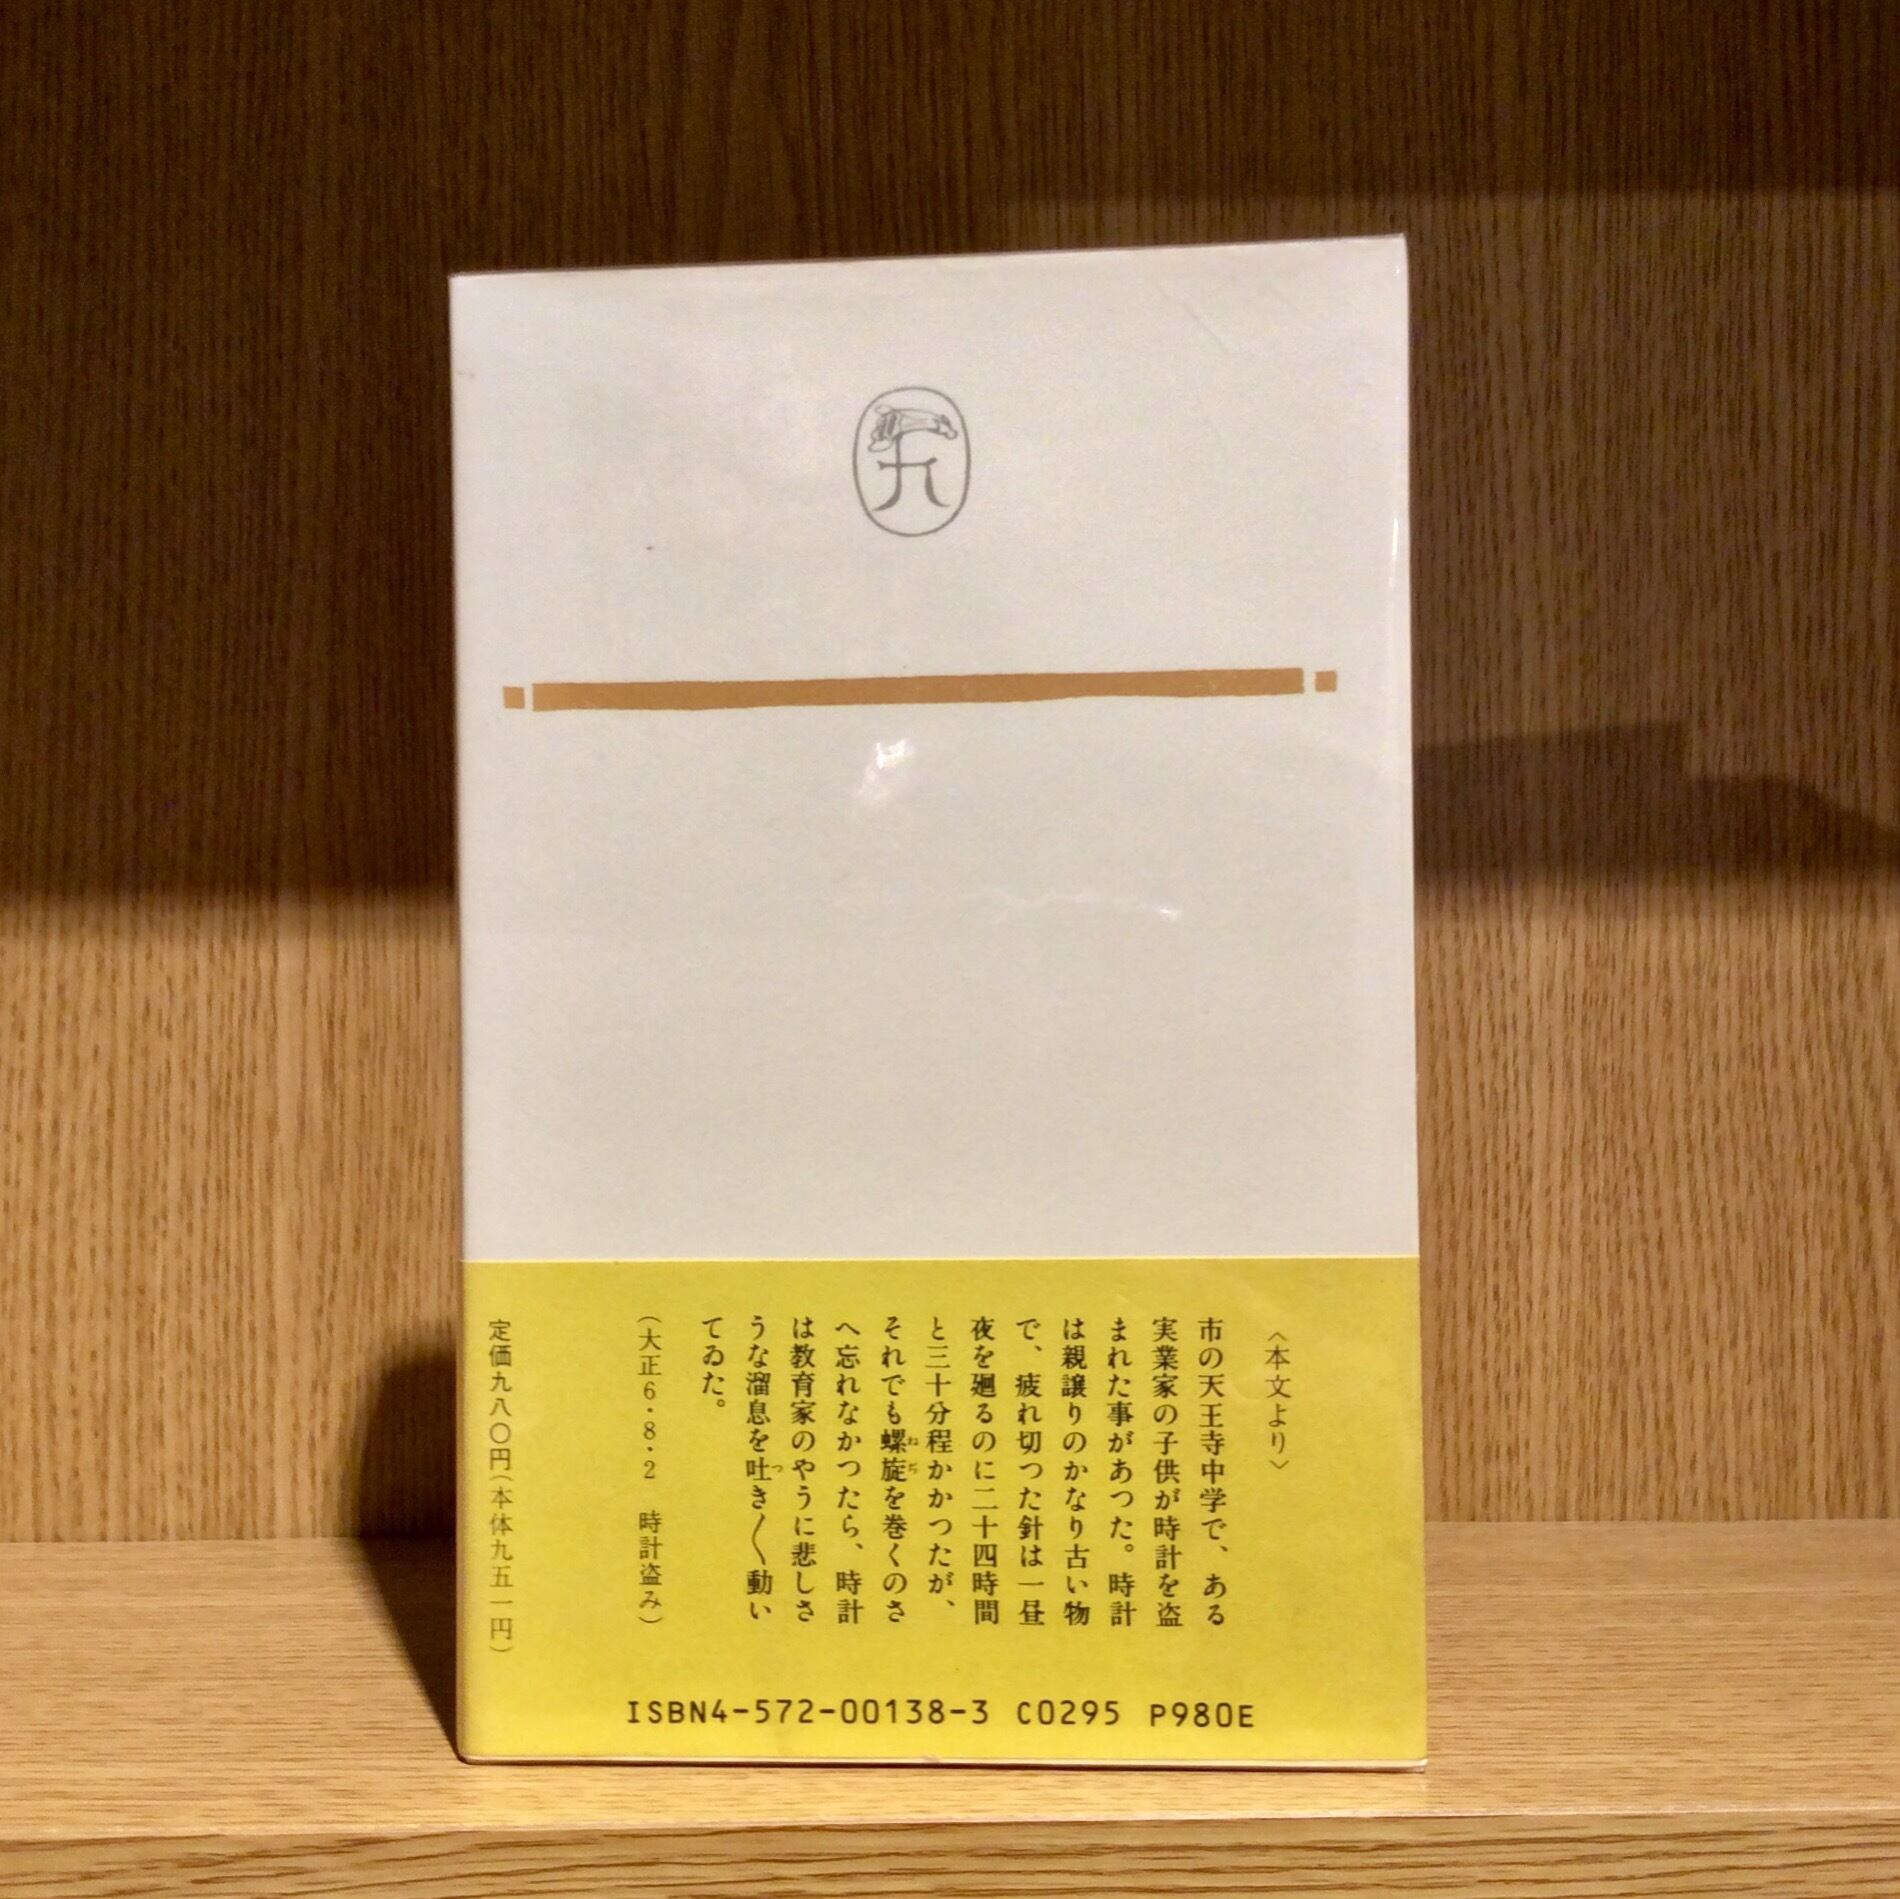 〈本文より〉
市の天王寺中学で、ある
実業家の子供が時計を盗
まれた事があつた。時計
は親譲りのかなり古い物
で、疲れ切つた針は一昼
夜を廻るのに二十四時間
と三十分程かかつたが、
それでも螺旋を巻くのさ
へ忘れなかつたら、時計
は教育家のやうに悲しさ
うな溜息を吐き〱動い
てゐた。
（大正6・8・2　時計盗み）
定価九八〇円(本体九五一円)
ISBN4-572-00138-3 C0295 P980E